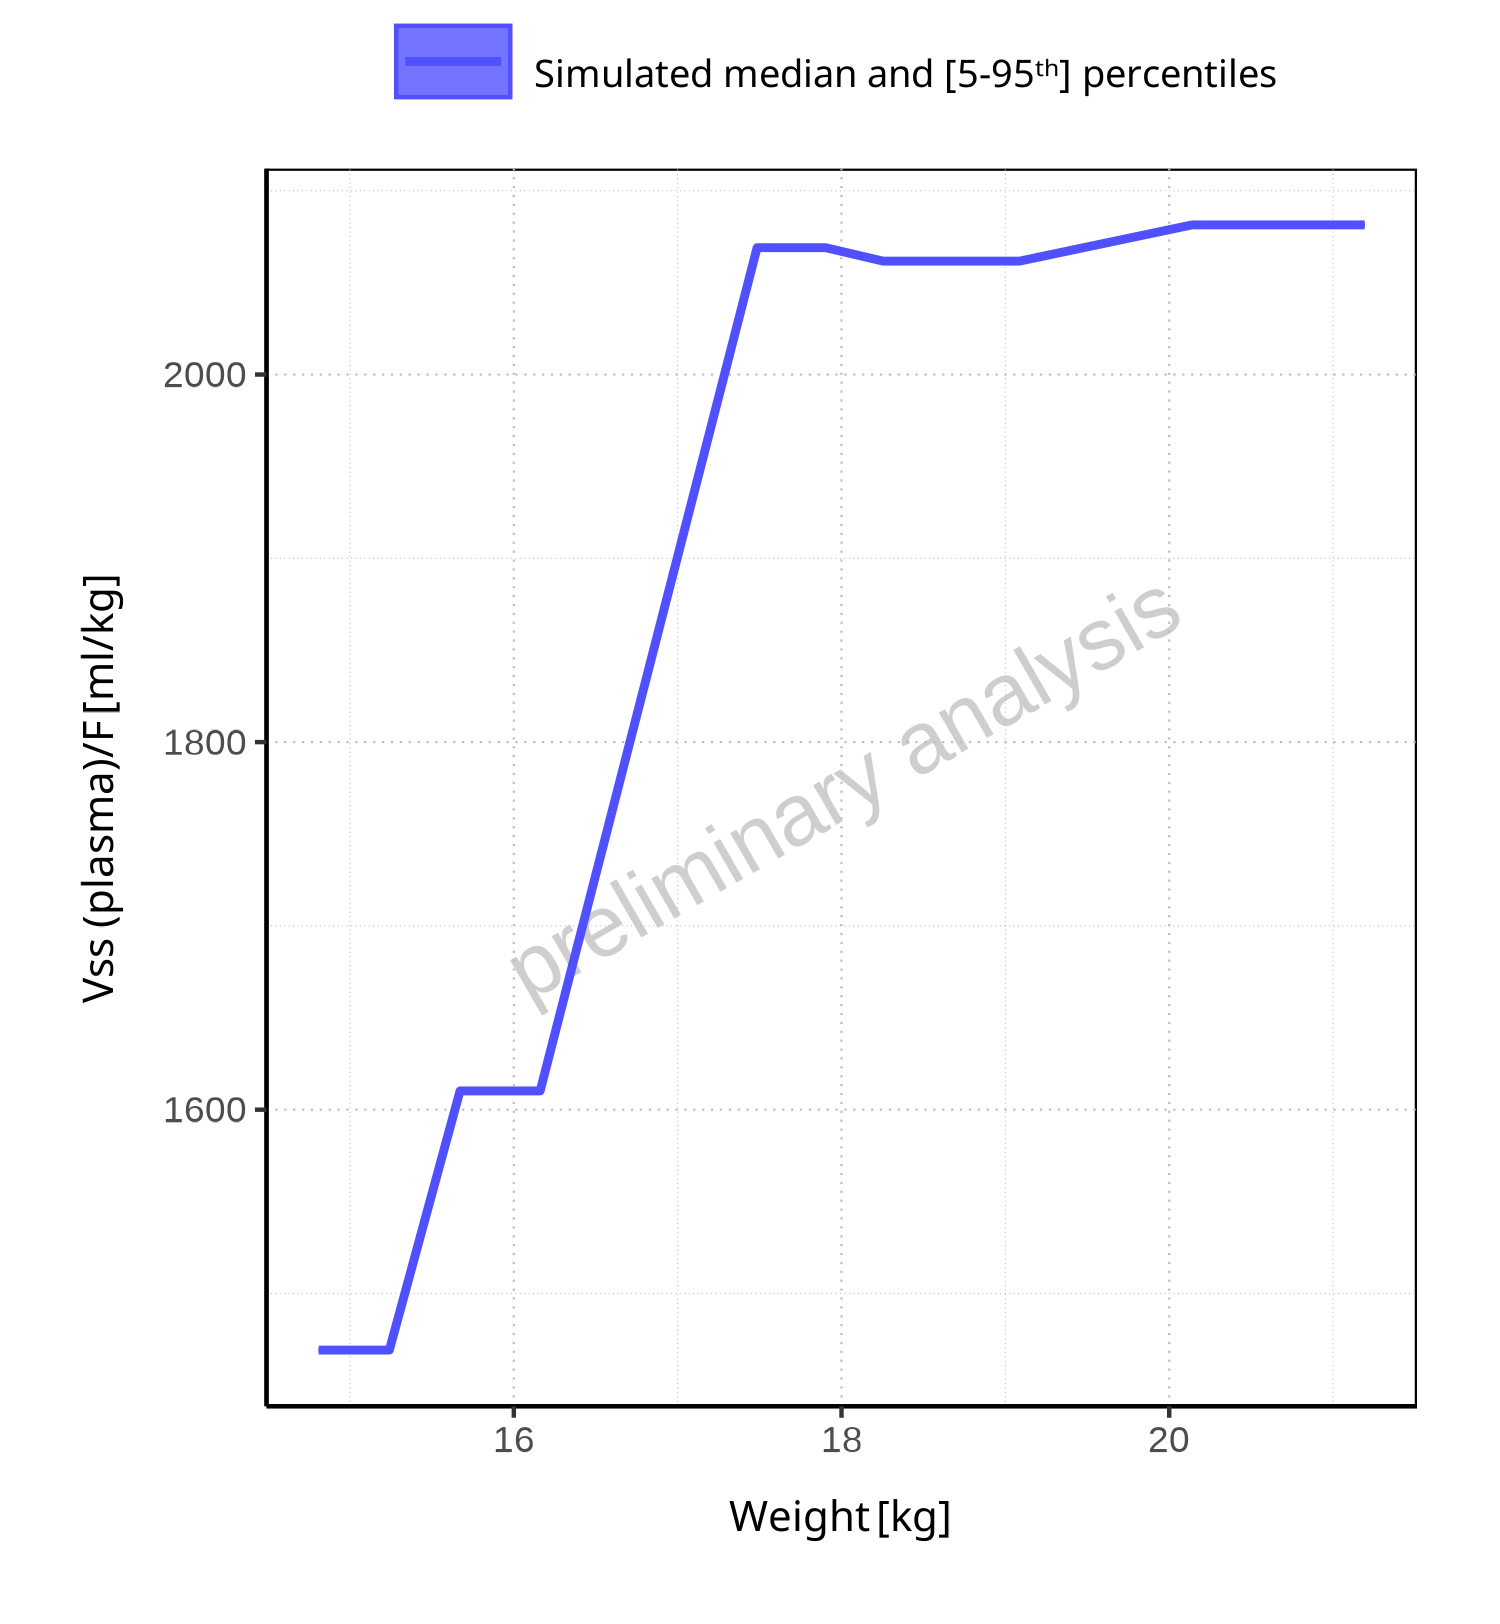 Simulated median and [5-95ᵗʰ] percentiles
Vss (plasma)/F [ml/kg]
2000
1800
1600
preliminary analysis
16 18 20
Weight [kg]